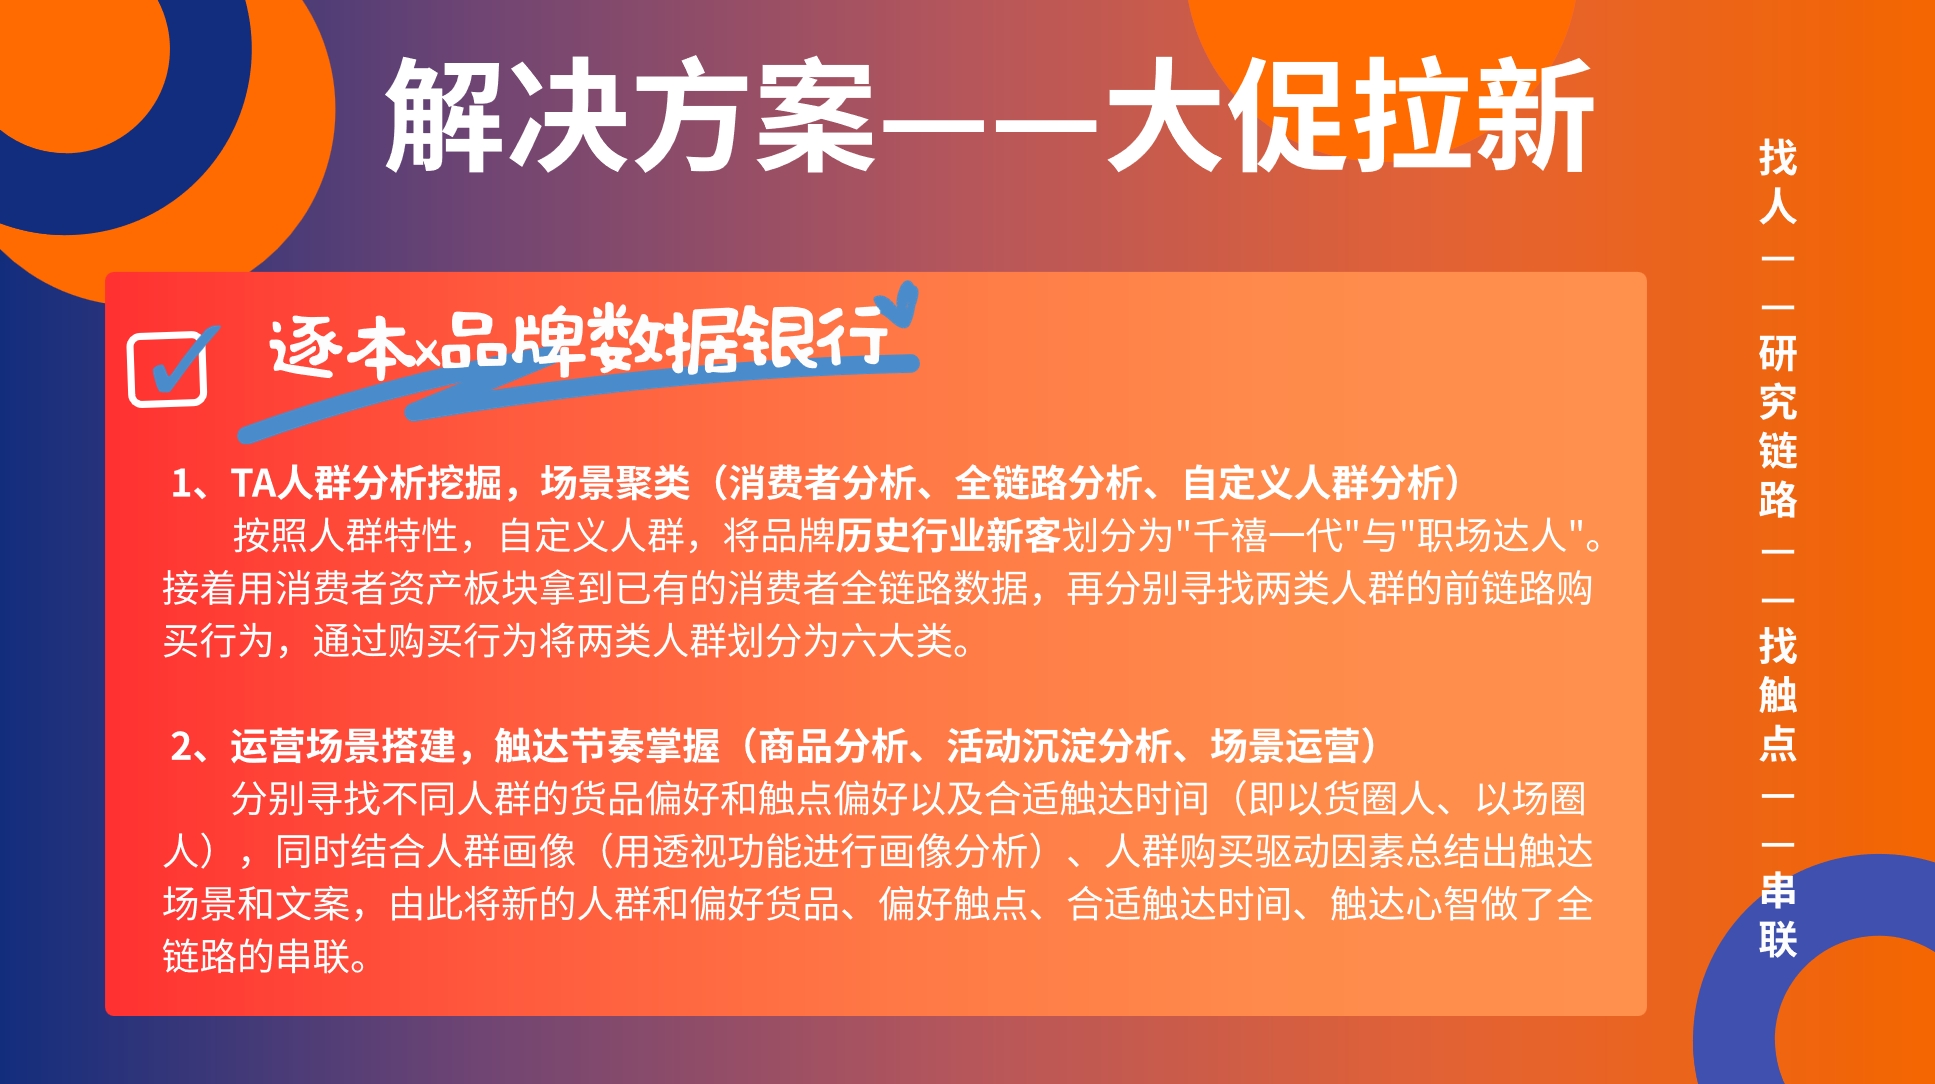 解决方案——大促拉新
逐本x品牌数据银行
1、TA人群分析挖掘，场景聚类（消费者分析、全链路分析、自定义人群分析）
按照人群特性，自定义人群，将品牌历史行业新客划分为"千禧一代"与"职场达人"。
接着用消费者资产板块拿到已有的消费者全链路数据，再分别寻找两类人群的前链路购
买行为，通过购买行为将两类人群划分为六大类。
2、运营场景搭建，触达节奏掌握（商品分析、活动沉淀分析、场景运营）
分别寻找不同人群的货品偏好和触点偏好以及合适触达时间（即以货圈人、以场圈
人），同时结合人群画像（用透视功能进行画像分析）、人群购买驱动因素总结出触达
场景和文案，由此将新的人群和偏好货品、偏好触点、合适触达时间、触达心智做了全
链路的串联。
找人——研究链路——找触点——串联